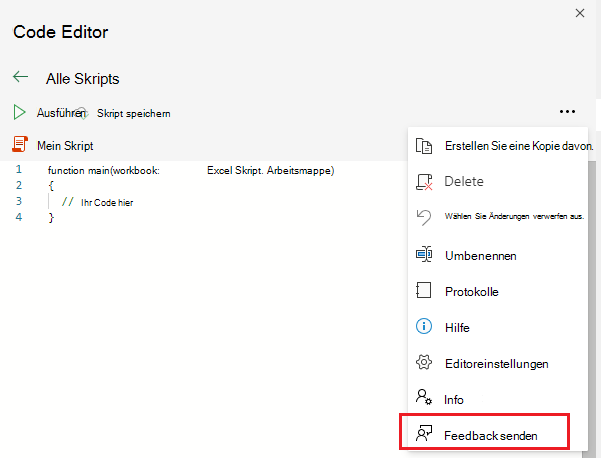 Code Editor
Alle Skripts
Ausführen Skript speichern
Mein Skript
1 function main(workbook: Excel Skript. Arbeitsmappe)
2 {
3 // Ihr Code hier
4 }
Erstellen Sie eine Kopie davon.
Delete
Wählen Sie Änderungen verwerfen aus.
Umbenennen
Protokolle
Hilfe
Editoreinstellungen
Info
Feedback senden